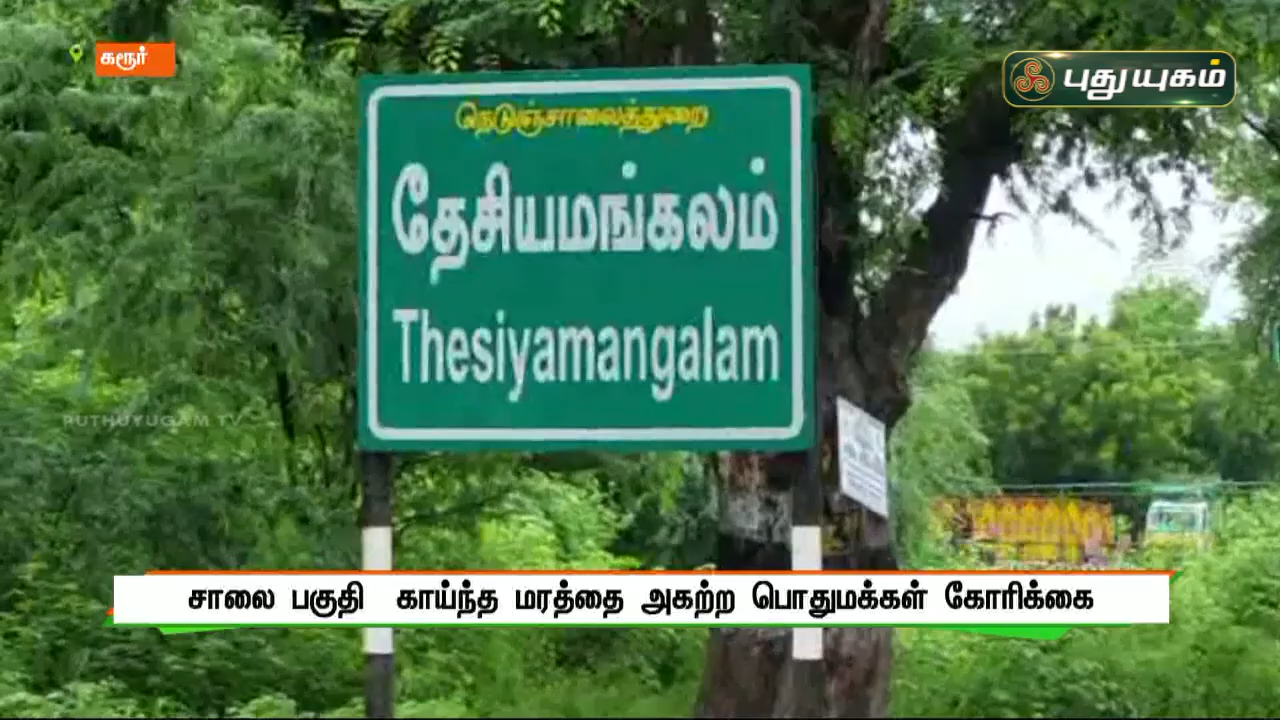 கரூர்
புதுயுகம்
நெடுஞ்சாலைத்துறை
தேசியமங்கலம்
Thesiyamangalam
PUTHUYUGAM TV
சாலை பகுதி காய்ந்த மரத்தை அகற்ற பொதுமக்கள் கோரிக்கை